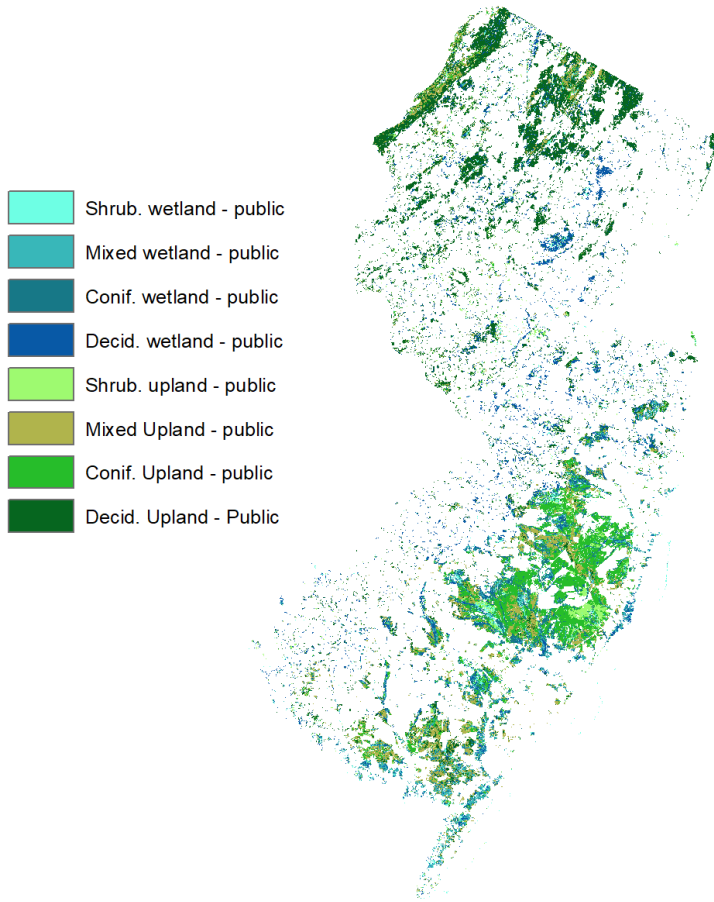 Shrub. wetland - public
Mixed wetland - public
Conif. wetland - public
Decid. wetland - public
Shrub. upland - public
Mixed Upland - public
Conif. Upland - public
Decid. Upland - Public